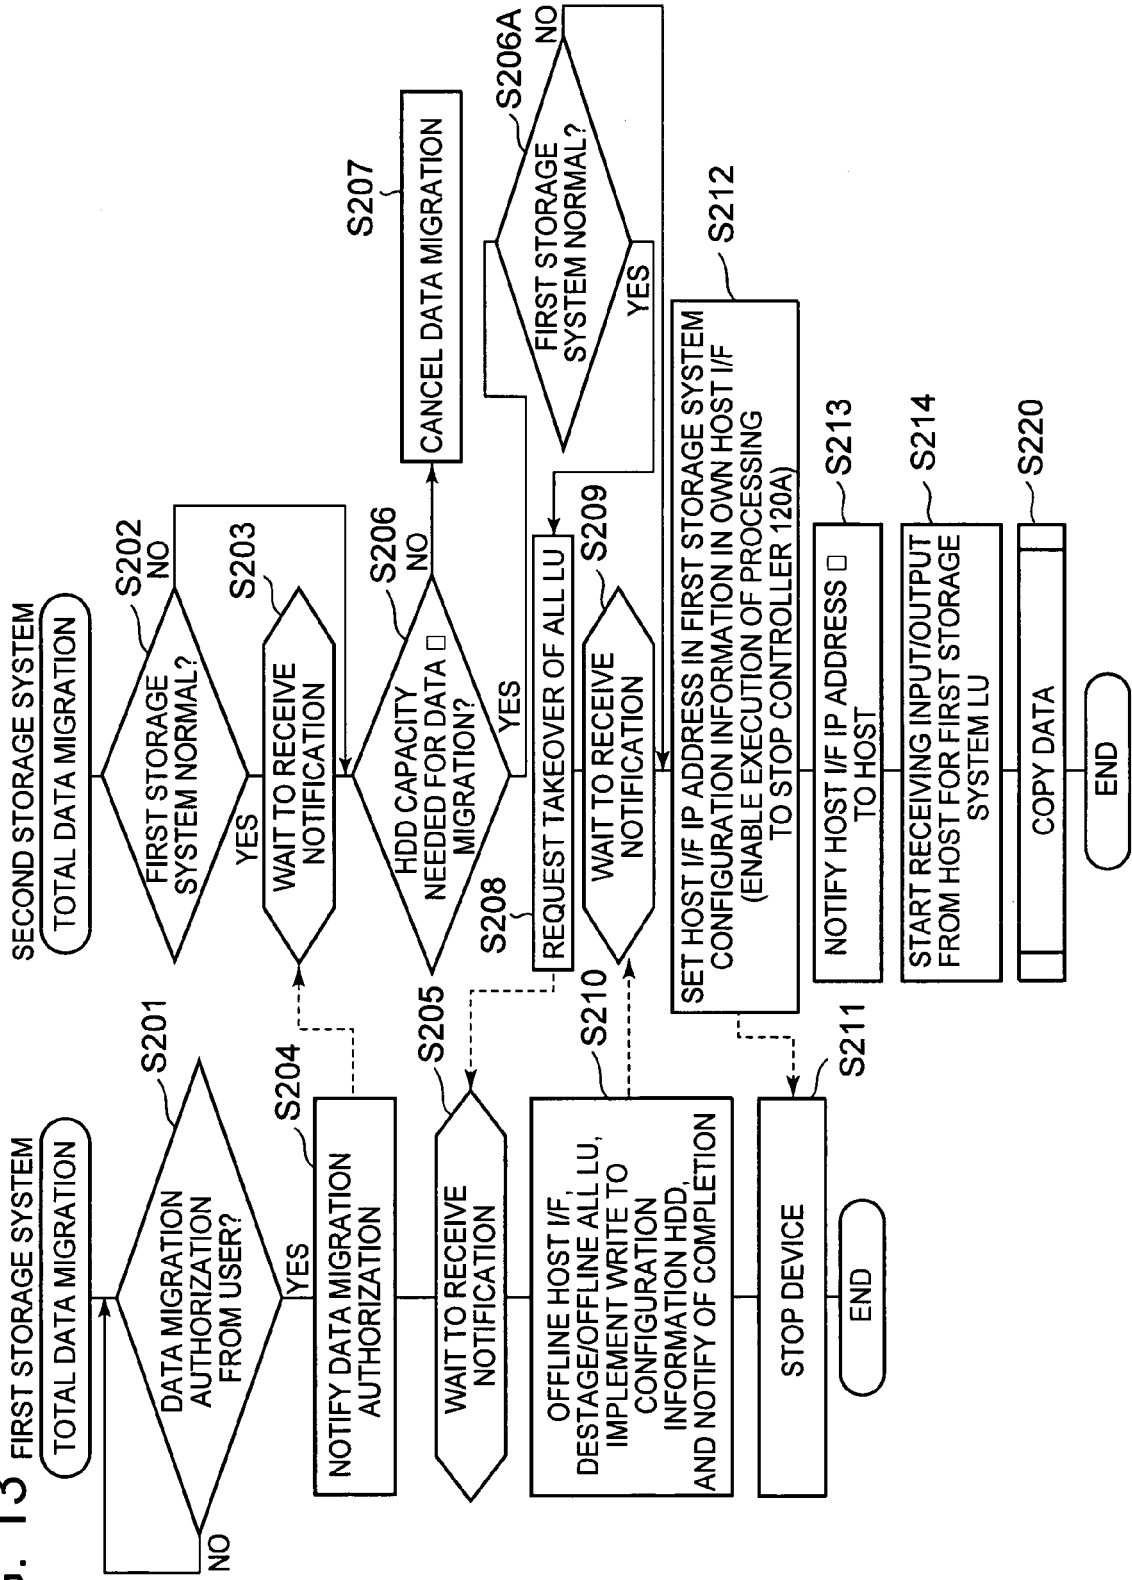 FIG. 13
FIRST STORAGE SYSTEM
TOTAL DATA MIGRATION
DATA MIGRATION
AUTHORIZATION
FROM USER?
S201
NO
YES
NOTIFY DATA MIGRATION
AUTHORIZATION
S204
WAIT TO RECEIVE
NOTIFICATION
S205
OFFLINE HOST I/F,
DESTAGE/OFFLINE ALL LU,
IMPLEMENT WRITE TO
CONFIGURATION
INFORMATION HDD,
AND NOTIFY OF COMPLETION
S210
STOP DEVICE
S211
END
SECOND STORAGE SYSTEM
TOTAL DATA MIGRATION
FIRST STORAGE
SYSTEM NORMAL?
S202
NO
YES
WAIT TO RECEIVE
NOTIFICATION
S203
HDD CAPACITY
NEEDED FOR DATA □
MIGRATION?
S206
NO
YES
CANCEL DATA MIGRATION
S207
FIRST STORAGE
SYSTEM NORMAL?
S206A
NO
YES
S208
REQUEST TAKEOVER OF ALL LU
WAIT TO RECEIVE
NOTIFICATION
S209
SET HOST I/F IP ADDRESS IN FIRST STORAGE SYSTEM
CONFIGURATION INFORMATION IN OWN HOST I/F
(ENABLE EXECUTION OF PROCESSING
TO STOP CONTROLLER 120A)
S212
NOTIFY HOST I/F IP ADDRESS □
TO HOST
S213
START RECEIVING INPUT/OUTPUT
FROM HOST FOR FIRST STORAGE
SYSTEM LU
S214
COPY DATA
S220
END